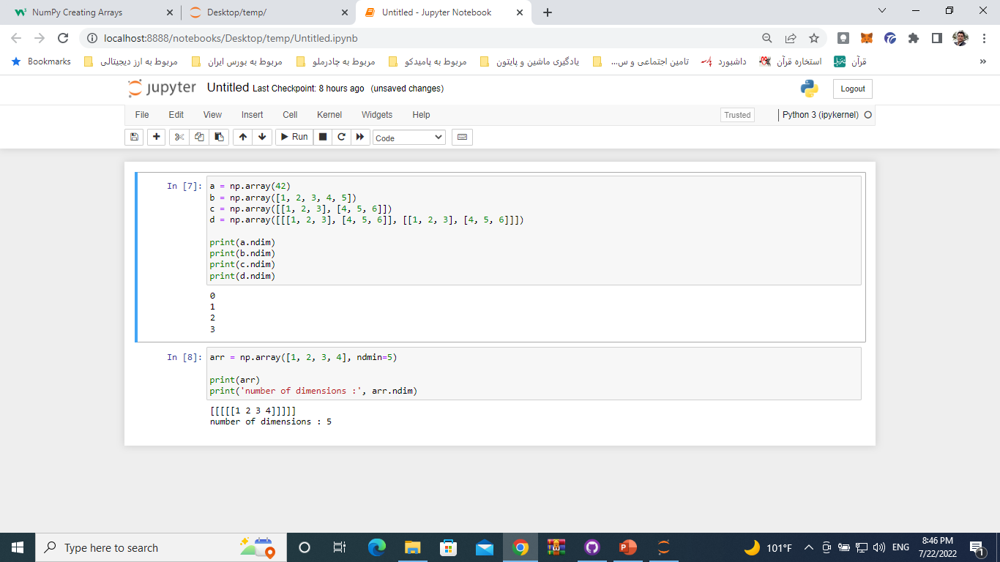 NumPy Creating Arrays
Desktop/temp/
Untitled - Jupyter Notebook
localhost:8888/notebooks/Desktop/temp/Untitled.ipynb
Bookmarks
مربوط به ارز دیجیتالی
مربوط به بورس ایران
مربوط به چادرملو
مربوط به پامیدکو
یادگیری ماشین و پایتون
تامین اجتماعی و س...
داشبورد
استخاره قرآن
قرآن
jupyter Untitled Last Checkpoint: 8 hours ago (unsaved changes)
Logout
File Edit View Insert Cell Kernel Widgets Help
Trusted
Python 3 (ipykernel)
Run
Code
In [7]:
a = np.array(42)
b = np.array([1, 2, 3, 4, 5])
c = np.array([[1, 2, 3], [4, 5, 6]])
d = np.array([[[1, 2, 3], [4, 5, 6]], [[1, 2, 3], [4, 5, 6]]])
print(a.ndim)
print(b.ndim)
print(c.ndim)
print(d.ndim)
0
1
2
3
In [8]:
arr = np.array([1, 2, 3, 4], ndmin=5)
print(arr)
print('number of dimensions :', arr.ndim)
[[[[[1 2 3 4]]]]]
number of dimensions : 5
Type here to search
101°F
ENG
8:46 PM
7/22/2022
1